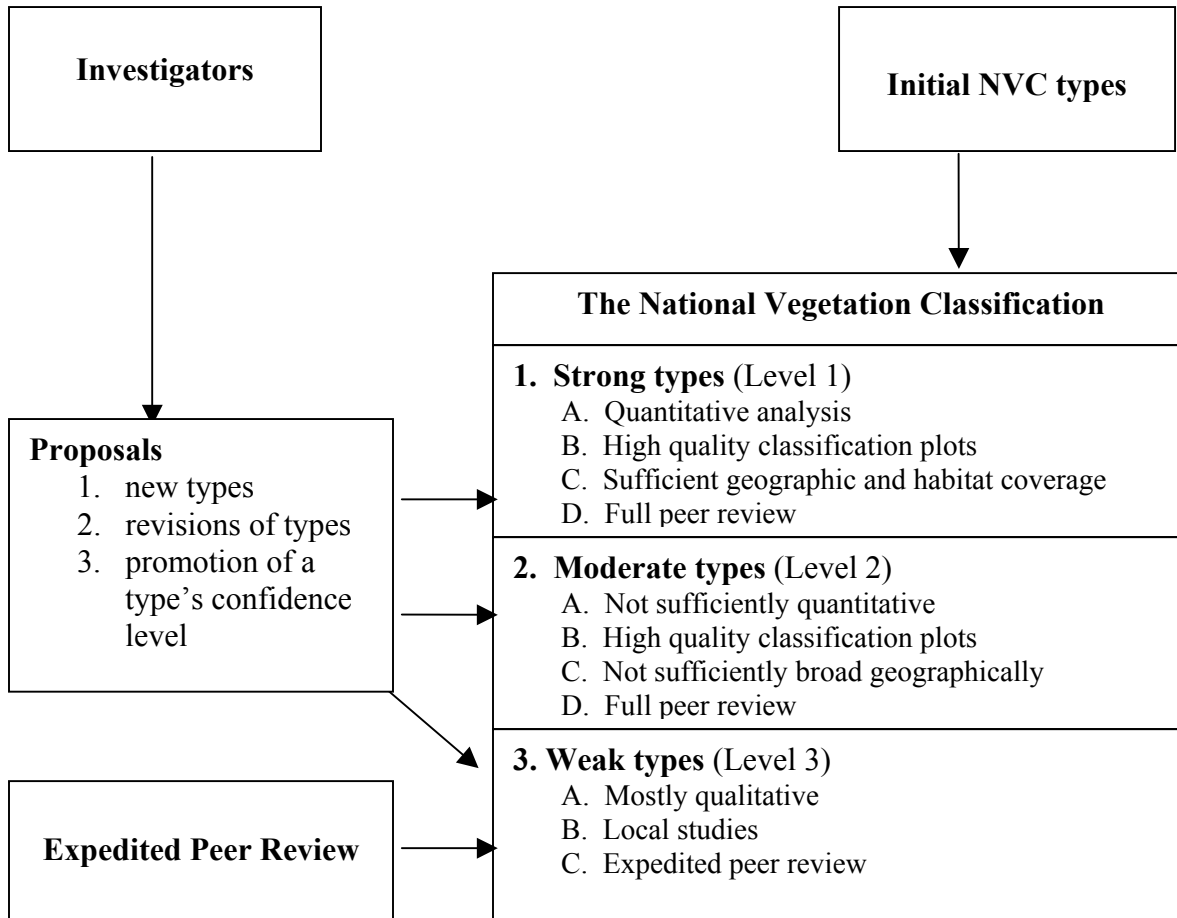 Investigators
Initial NVC types
The National Vegetation Classification
1. Strong types (Level 1)
A. Quantitative analysis
B. High quality classification plots
C. Sufficient geographic and habitat coverage
D. Full peer review
Proposals
1. new types
2. revisions of types
3. promotion of a
type’s confidence
level
2. Moderate types (Level 2)
A. Not sufficiently quantitative
B. High quality classification plots
C. Not sufficiently broad geographically
D. Full peer review
3. Weak types (Level 3)
A. Mostly qualitative
B. Local studies
C. Expedited peer review
Expedited Peer Review